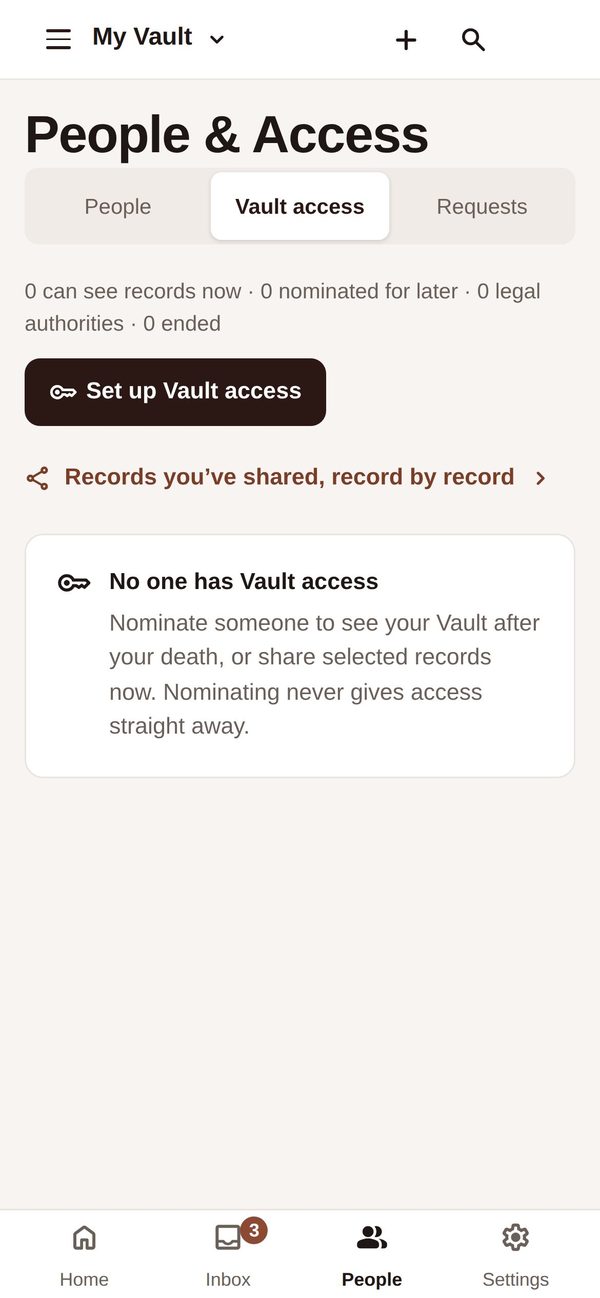 My Vault
People & Access
People
Vault access
Requests
0 can see records now · 0 nominated for later · 0 legal
authorities · 0 ended
Set up Vault access
Records you’ve shared, record by record
No one has Vault access
Nominate someone to see your Vault after
your death, or share selected records
now. Nominating never gives access
straight away.
3
Home
Inbox
People
Settings